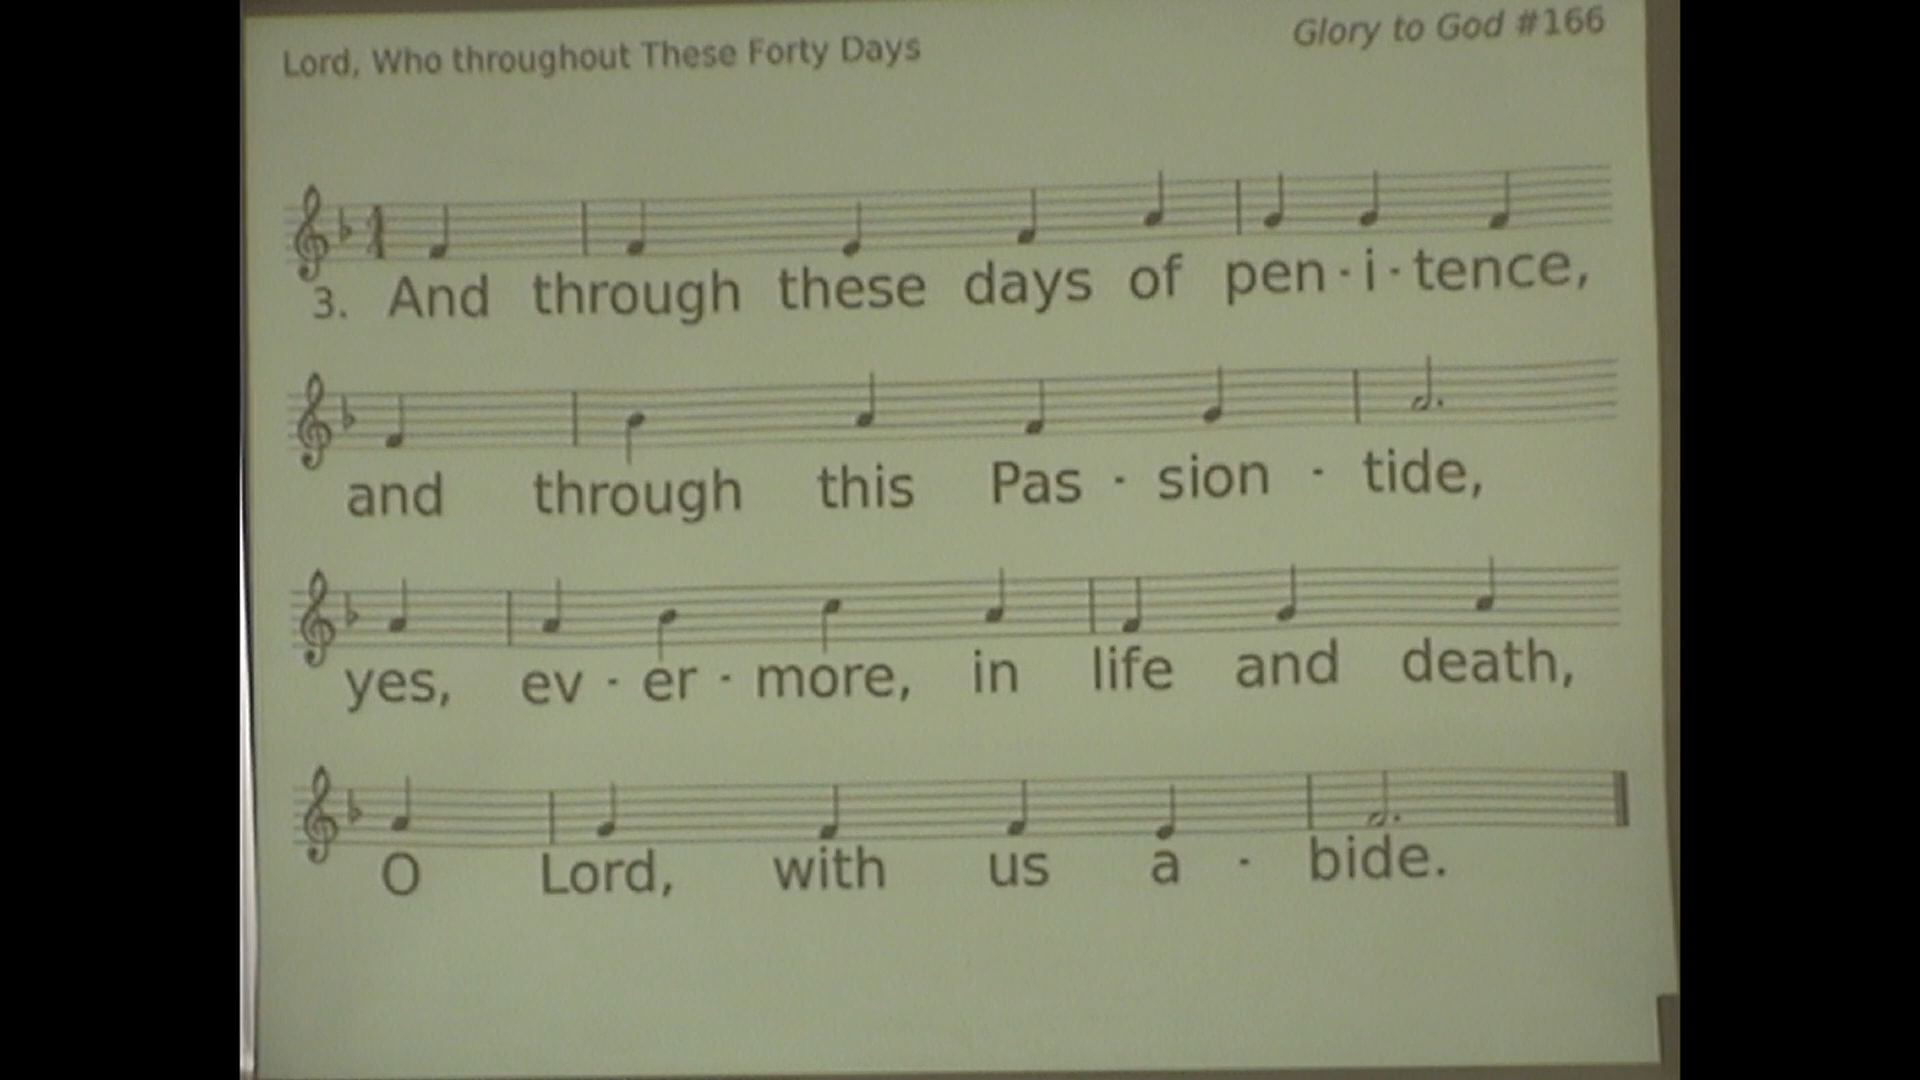 Lord, Who throughout These Forty Days
Glory to God #166
3. And through these days of pen-i-tence,
and through this Pas-sion-tide,
yes, ev-er-more, in life and death,
O Lord, with us a-bide.